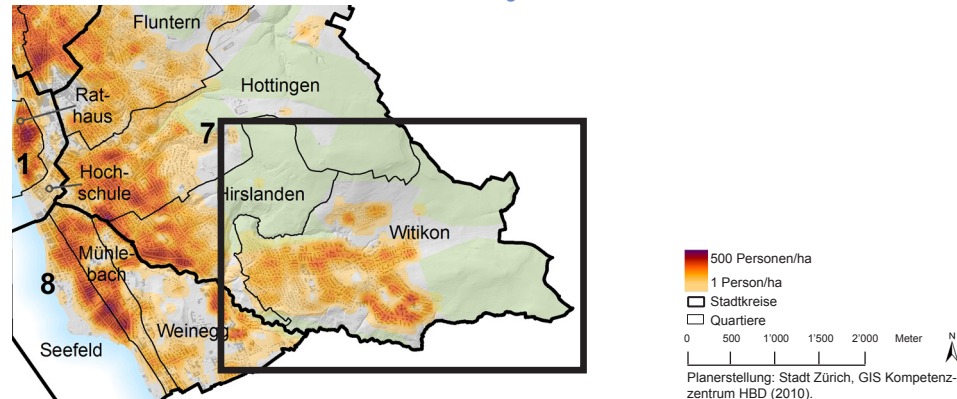 Fluntern
Hottingen
Rat-
haus
7
1
Hoch-
schule
Hirslanden
Witikon
Mühle-
bach
8
Weinegg
Seefeld
500 Personen/ha
1 Person/ha
Stadtkreise
Quartiere
0 500 1'000 1'500 2'000 Meter N
Planerstellung: Stadt Zürich, GIS Kompetenz-
zentrum HBD (2010).